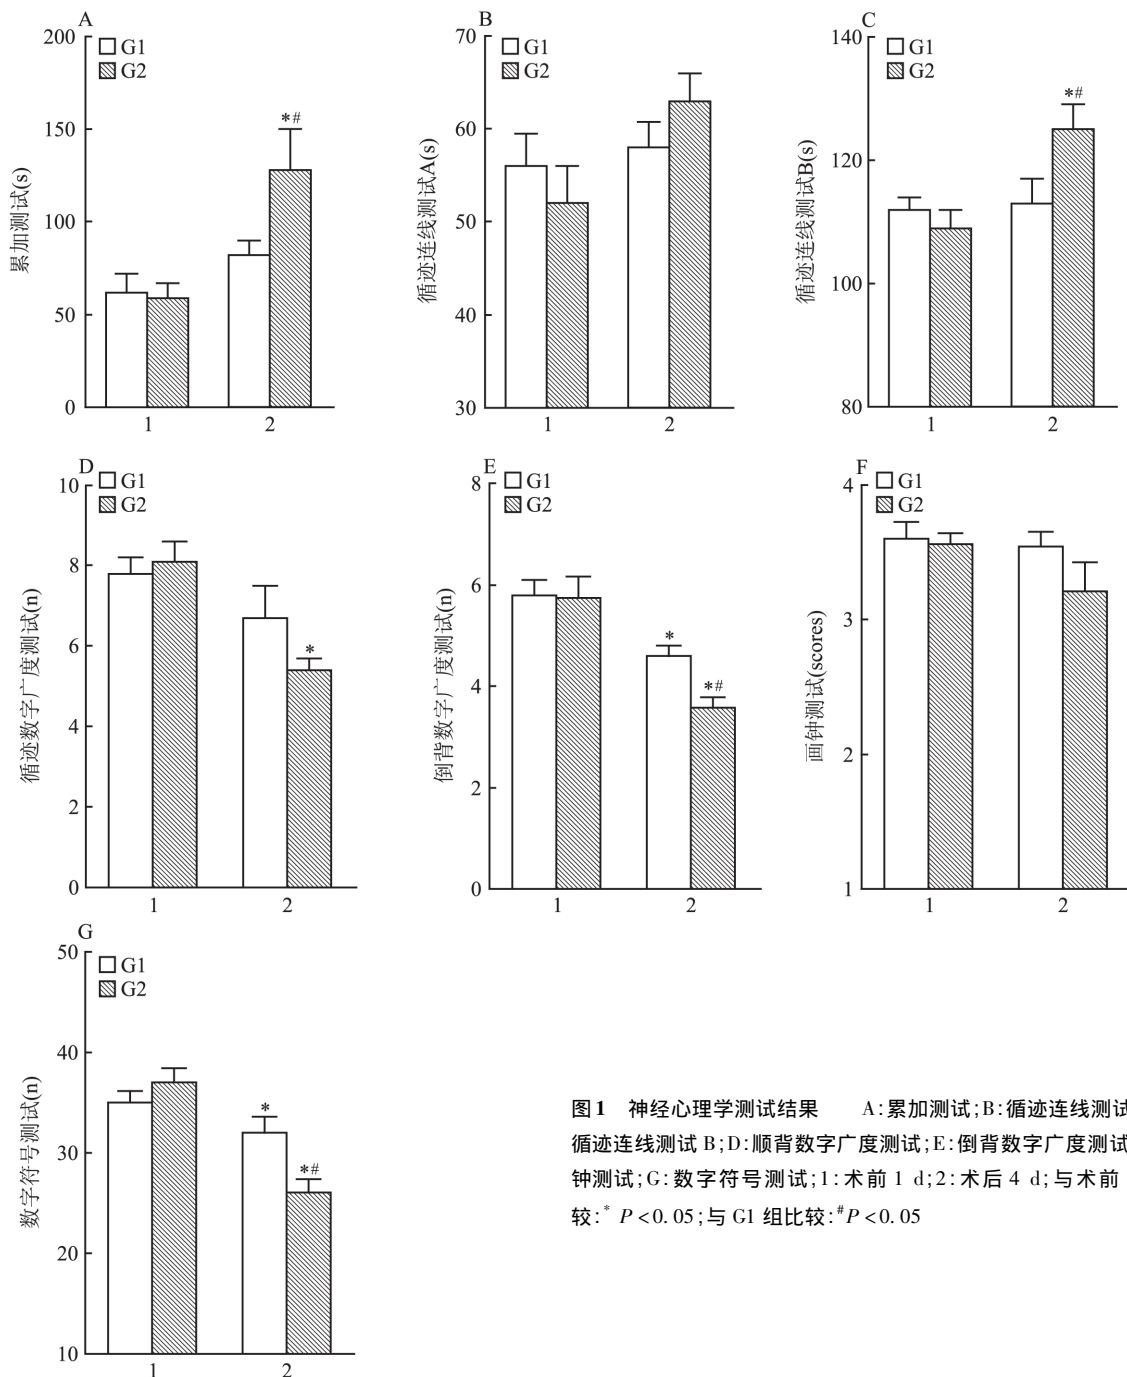 A
200
150
100
50
0
累加测试(s)
G1
G2
*#
1 2
B
70
60
50
40
30
循迹连线测试A(s)
G1
G2
1 2
C
140
120
100
80
循迹连线测试B(s)
G1
G2
*#
1 2
D
10
8
6
4
2
0
循迹数字广度测试(n)
G1
G2
*
1 2
E
8
6
4
2
0
倒背数字广度测试(n)
G1
G2
*
*#
1 2
F
4
3
2
1
画钟测试(scores)
G1
G2
1 2
G
50
40
30
20
10
数字符号测试(n)
G1
G2
*
*#
1 2
图1 神经心理学测试结果 A:累加测试;B:循迹连线测试
循迹连线测试 B;D:顺背数字广度测试;E:倒背数字广度测试
钟测试;G:数字符号测试;1:术前 1 d;2:术后 4 d;与术前
较:* P<0.05;与 G1 组比较:#P<0.05